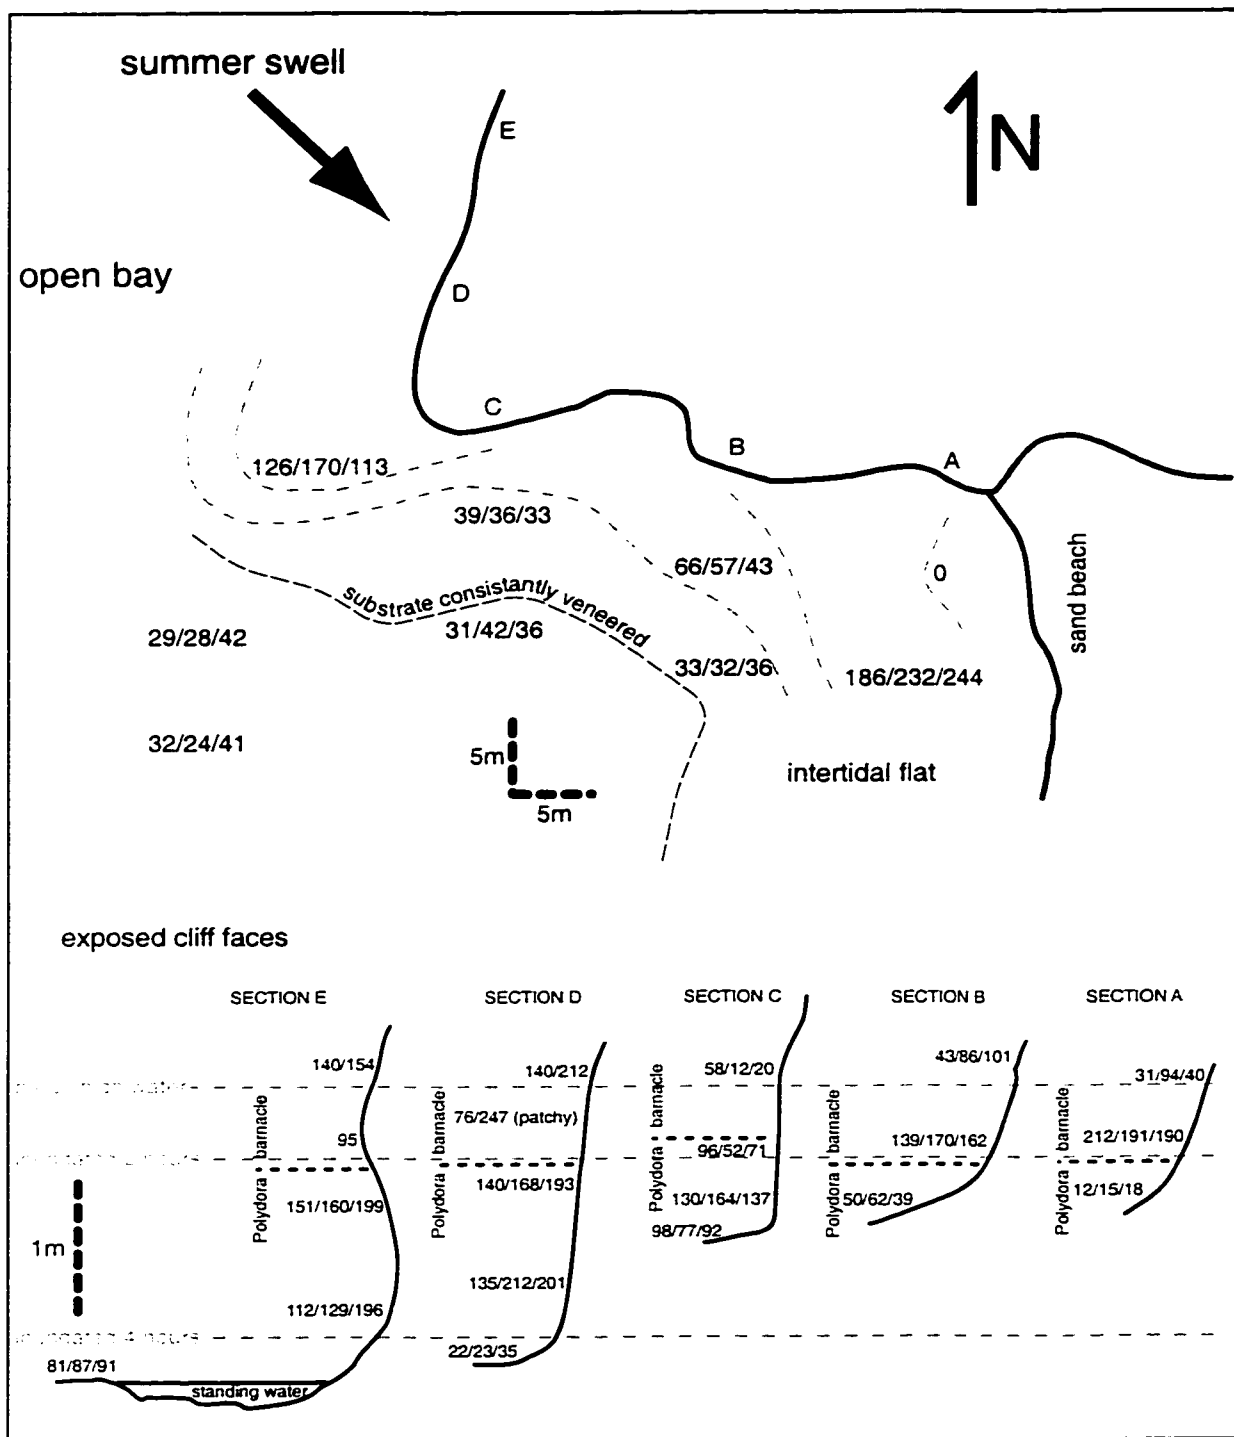 summer swell
N
E
open bay
D
C
B
A
126/170/113
39/36/33
66/57/43
0
substrate consistantly veneered
sand beach
29/28/42
31/42/36
33/32/36
186/232/244
32/24/41
5m
5m
intertidal flat
exposed cliff faces
SECTION E
SECTION D
SECTION C
SECTION B
SECTION A
140/154
140/212
58/12/20
43/86/101
31/94/40
water
barnacle
barnacle
barnacle
barnacle
barnacle
76/247 (patchy)
95
96/52/71
139/170/162
212/191/190
hours
Polydora
Polydora
Polydora
Polydora
Polydora
151/160/199
140/168/193
130/164/137
50/62/39
12/15/18
98/77/92
1m
112/129/196
135/212/201
4 hours
81/87/91
22/23/35
standing water